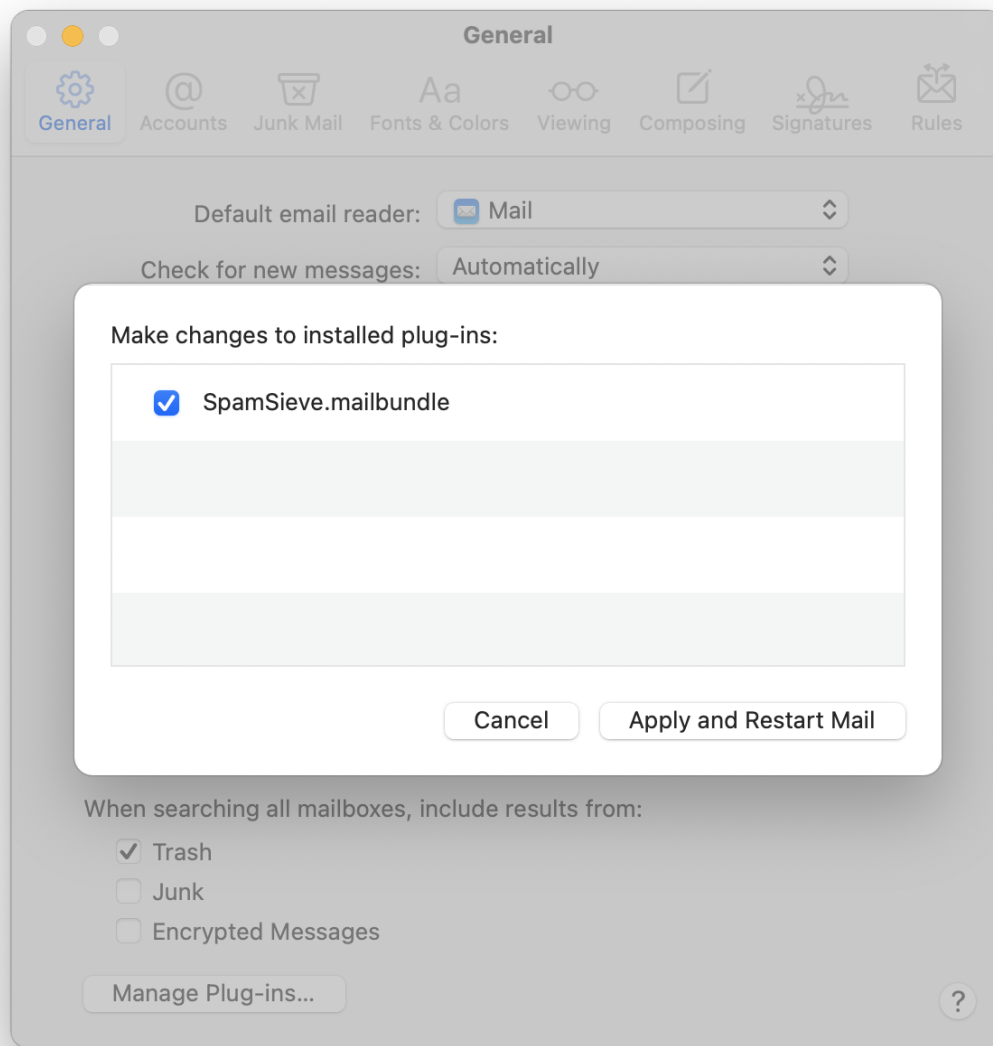 General
General
Accounts
Junk Mail
Fonts & Colors
Viewing
Composing
Signatures
Rules
Default email reader: Mail
Check for new messages: Automatically
Make changes to installed plug-ins:
SpamSieve.mailbundle
Cancel
Apply and Restart Mail
When searching all mailboxes, include results from:
Trash
Junk
Encrypted Messages
Manage Plug-ins...
?